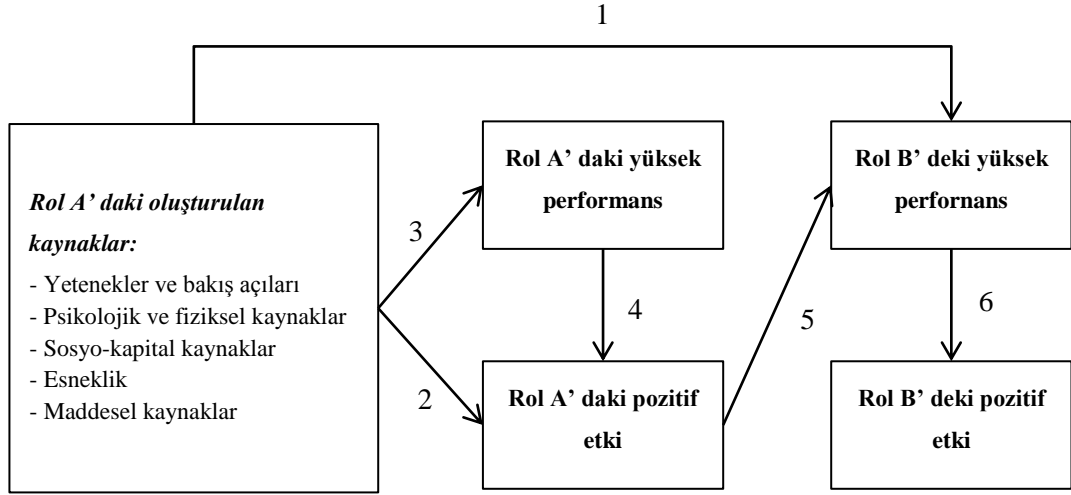 1
Rol A’ daki oluşturulan
kaynaklar:
- Yetenekler ve bakış açıları
- Psikolojik ve fiziksel kaynaklar
- Sosyo-kapital kaynaklar
- Esneklik
- Maddesel kaynaklar
3
2
Rol A’ daki yüksek
performans
4
Rol A’ daki pozitif
etki
5
Rol B’ deki yüksek
perfornans
6
Rol B’ deki pozitif
etki